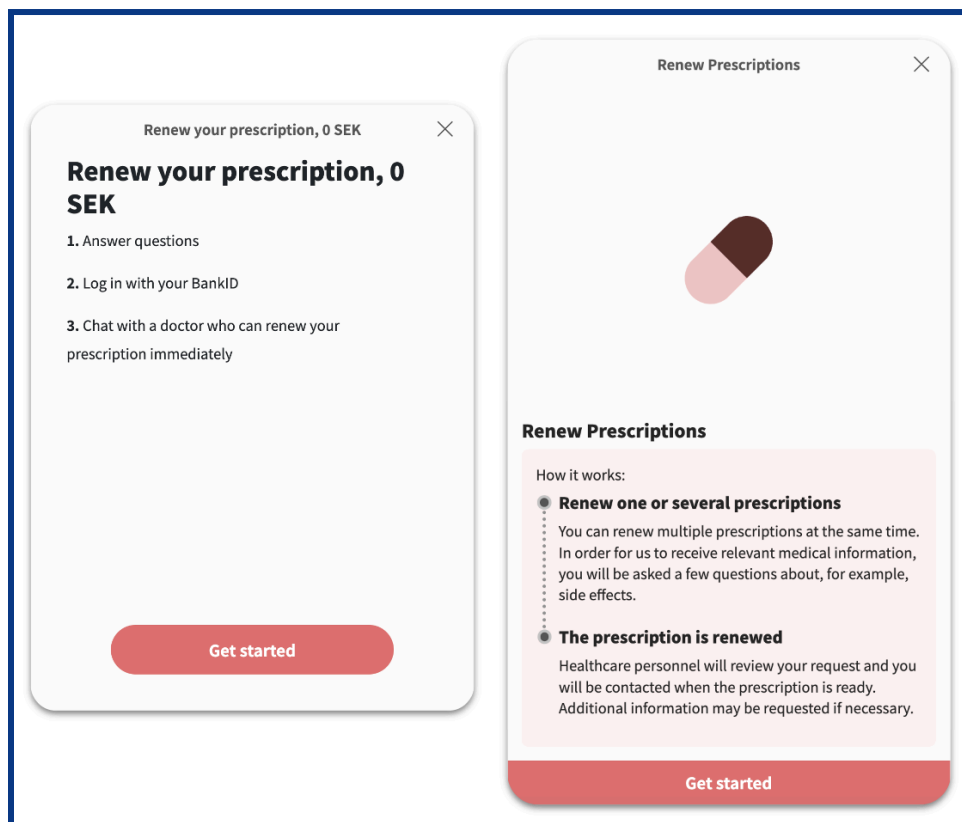 Renew your prescription, 0 SEK
Renew your prescription, 0
SEK
1. Answer questions
2. Log in with your BankID
3. Chat with a doctor who can renew your
prescription immediately
Get started
Renew Prescriptions
Renew Prescriptions
How it works:
Renew one or several prescriptions
You can renew multiple prescriptions at the same time.
In order for us to receive relevant medical information,
you will be asked a few questions about, for example,
side effects.
The prescription is renewed
Healthcare personnel will review your request and you
will be contacted when the prescription is ready.
Additional information may be requested if necessary.
Get started